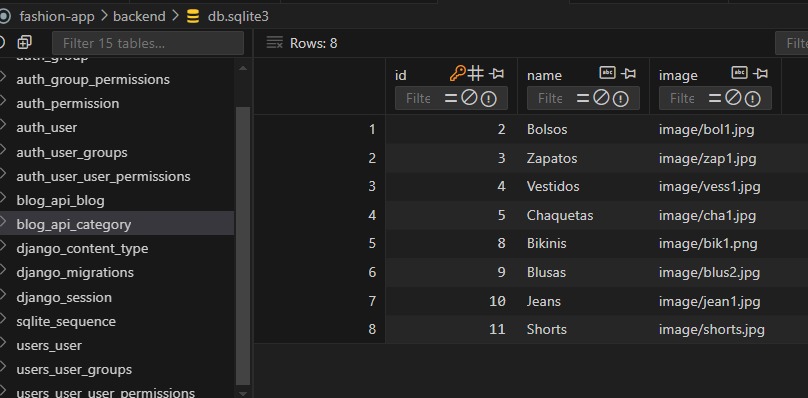 fashion-app > backend > db.sqlite3
Filter 15 tables...
Rows: 8
auth_group
auth_group_permissions
auth_permission
auth_user
auth_user_groups
auth_user_user_permissions
blog_api_blog
blog_api_category
django_content_type
django_migrations
django_session
sqlite_sequence
users_user
users_user_groups
users_user_user_permissions
id name image
1 2 Bolsos image/bol1.jpg
2 3 Zapatos image/zap1.jpg
3 4 Vestidos image/vess1.jpg
4 5 Chaquetas image/cha1.jpg
5 8 Bikinis image/bik1.png
6 9 Blusas image/blus2.jpg
7 10 Jeans image/jean1.jpg
8 11 Shorts image/shorts.jpg